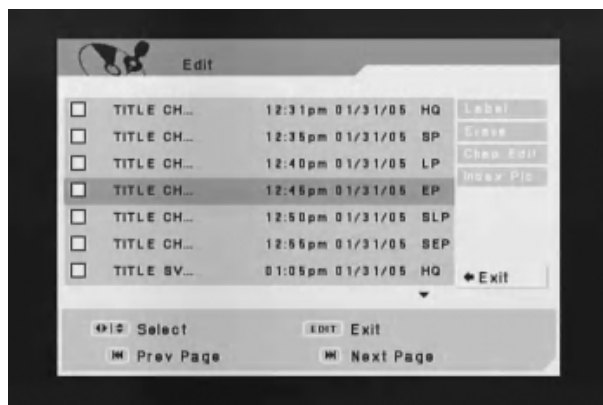 Edit
TITLE CH... 12:31pm 01/31/05 HQ
TITLE CH... 12:35pm 01/31/05 SP
TITLE CH... 12:40pm 01/31/05 LP
TITLE CH... 12:45pm 01/31/05 EP
TITLE CH... 12:50pm 01/31/05 SLP
TITLE CH... 12:55pm 01/31/05 SEP
TITLE SV... 01:05pm 01/31/05 HQ
Label
Erase
Chap Edit
Index Pic
Exit
Select
EDIT Exit
Prev Page
Next Page